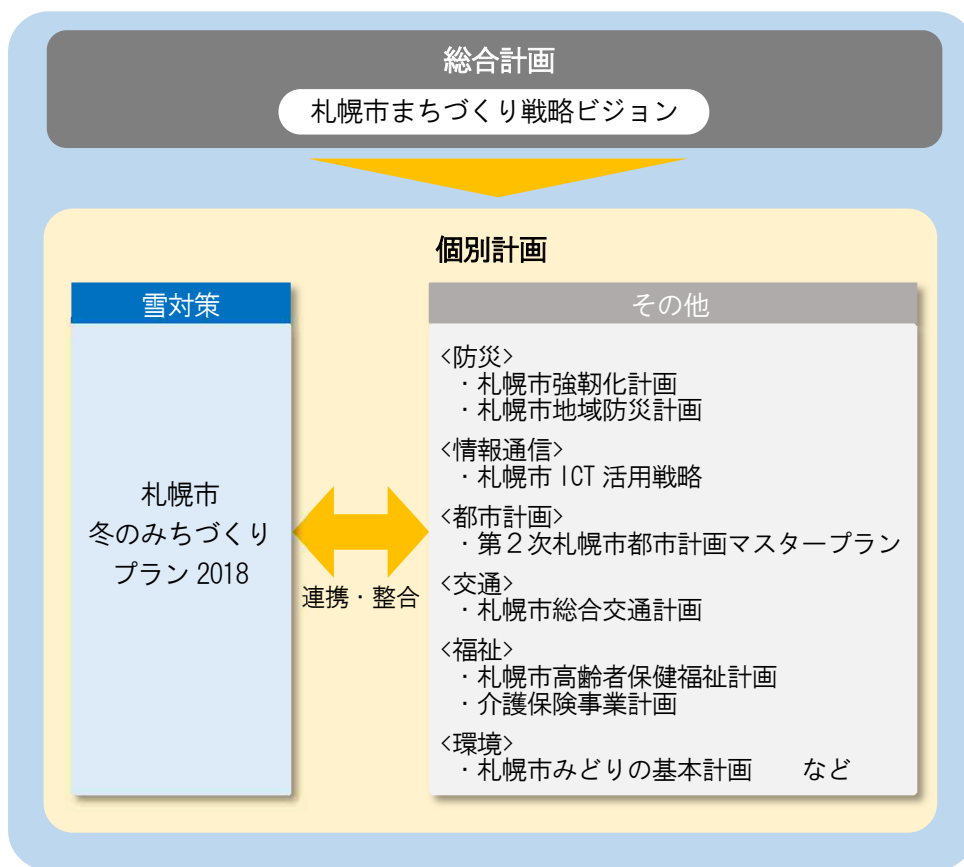 総合計画
札幌市まちづくり戦略ビジョン
個別計画
雪対策
札幌市
冬のみちづくり
プラン 2018
連携・整合
その他
<防災>
・札幌市強靱化計画
・札幌市地域防災計画
<情報通信>
・札幌市 ICT 活用戦略
<都市計画>
・第２次札幌市都市計画マスタープラン
<交通>
・札幌市総合交通計画
<福祉>
・札幌市高齢者保健福祉計画
・介護保険事業計画
<環境>
・札幌市みどりの基本計画　　など